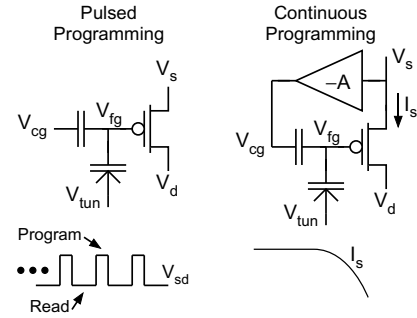 Pulsed
Programming
V_s
V_fg
V_cg
V_tun
V_d
Program
Read
V_sd
Continuous
Programming
V_s
–A
I_s
V_fg
V_cg
V_tun
V_d
I_s